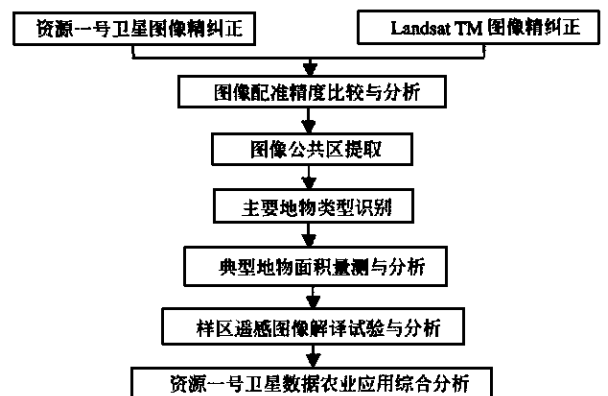 资源一号卫星图像精纠正
Landsat TM 图像精纠正
图像配准精度比较与分析
图像公共区提取
主要地物类型识别
典型地物面积量测与分析
样区遥感图像解译试验与分析
资源一号卫星数据农业应用综合分析